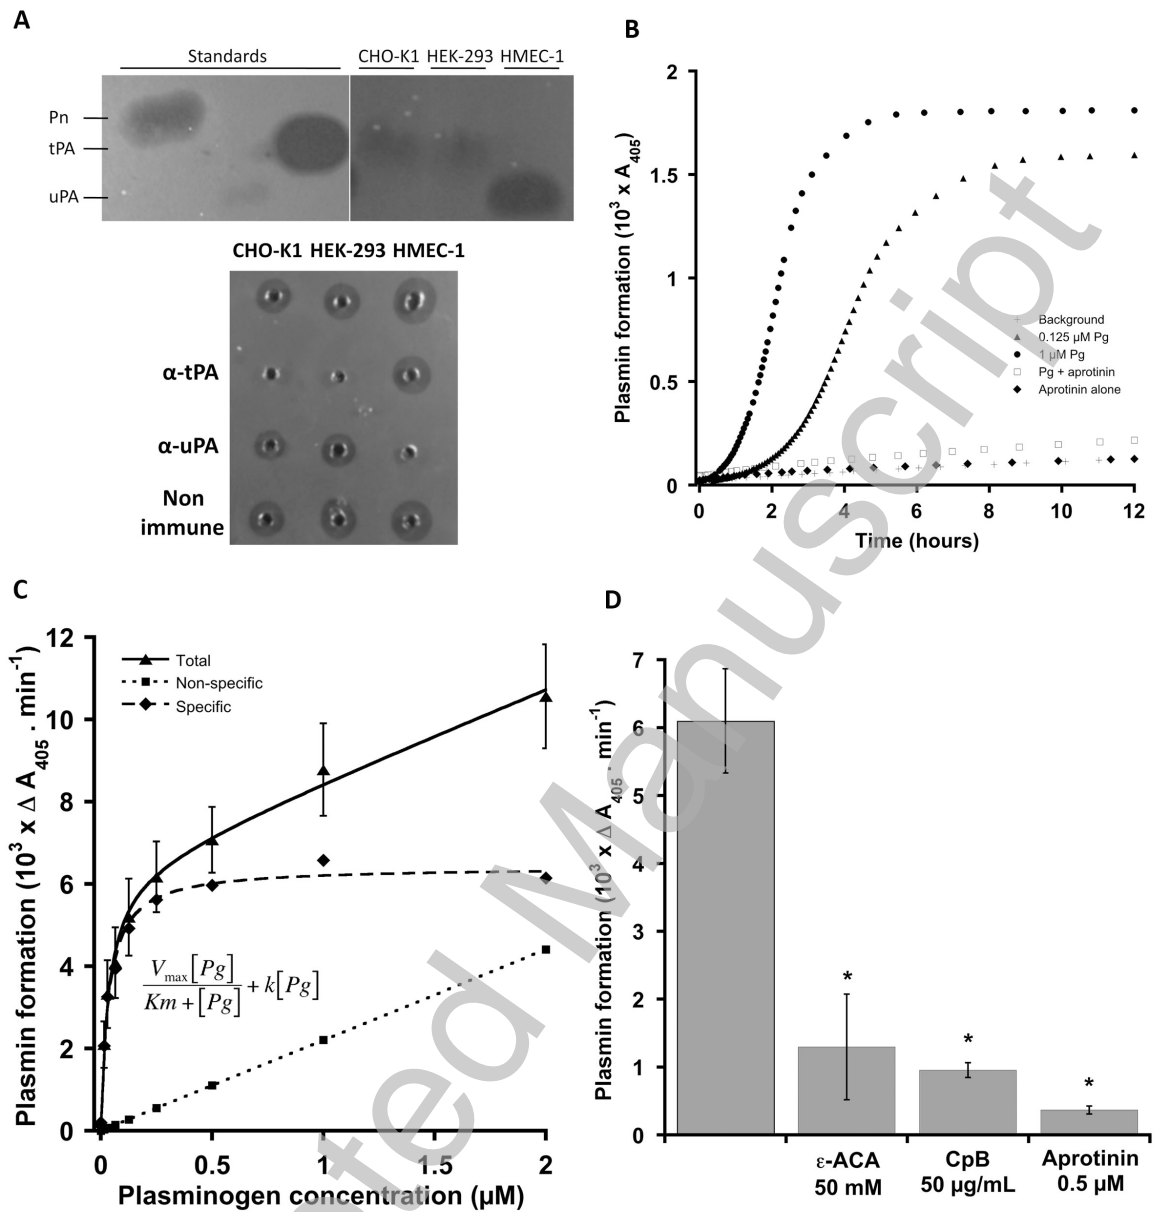 A
Standards
CHO-K1 HEK-293 HMEC-1
Pn
tPA
uPA
CHO-K1 HEK-293 HMEC-1
α-tPA
α-uPA
Non
immune
B
Plasmin formation (10³ x A₄₀₅)
2
1.5
1
0.5
0
0 2 4 6 8 10 12
Time (hours)
Background
0.125 µM Pg
1 µM Pg
Pg + aprotinin
Aprotinin alone
C
Plasmin formation (10³ x Δ A₄₀₅ . min⁻¹)
12
10
8
6
4
2
0
0 0.5 1 1.5 2
Plasminogen concentration (µM)
Total
Non-specific
Specific
Vmax[Pg]
Km+[Pg] +k[Pg]
D
Plasmin formation (10³ x Δ A₄₀₅ . min⁻¹)
7
6
5
4
3
2
1
0
* * *
ε-ACA
50 mM
CpB
50 µg/mL
Aprotinin
0.5 µM
ted Manuscript